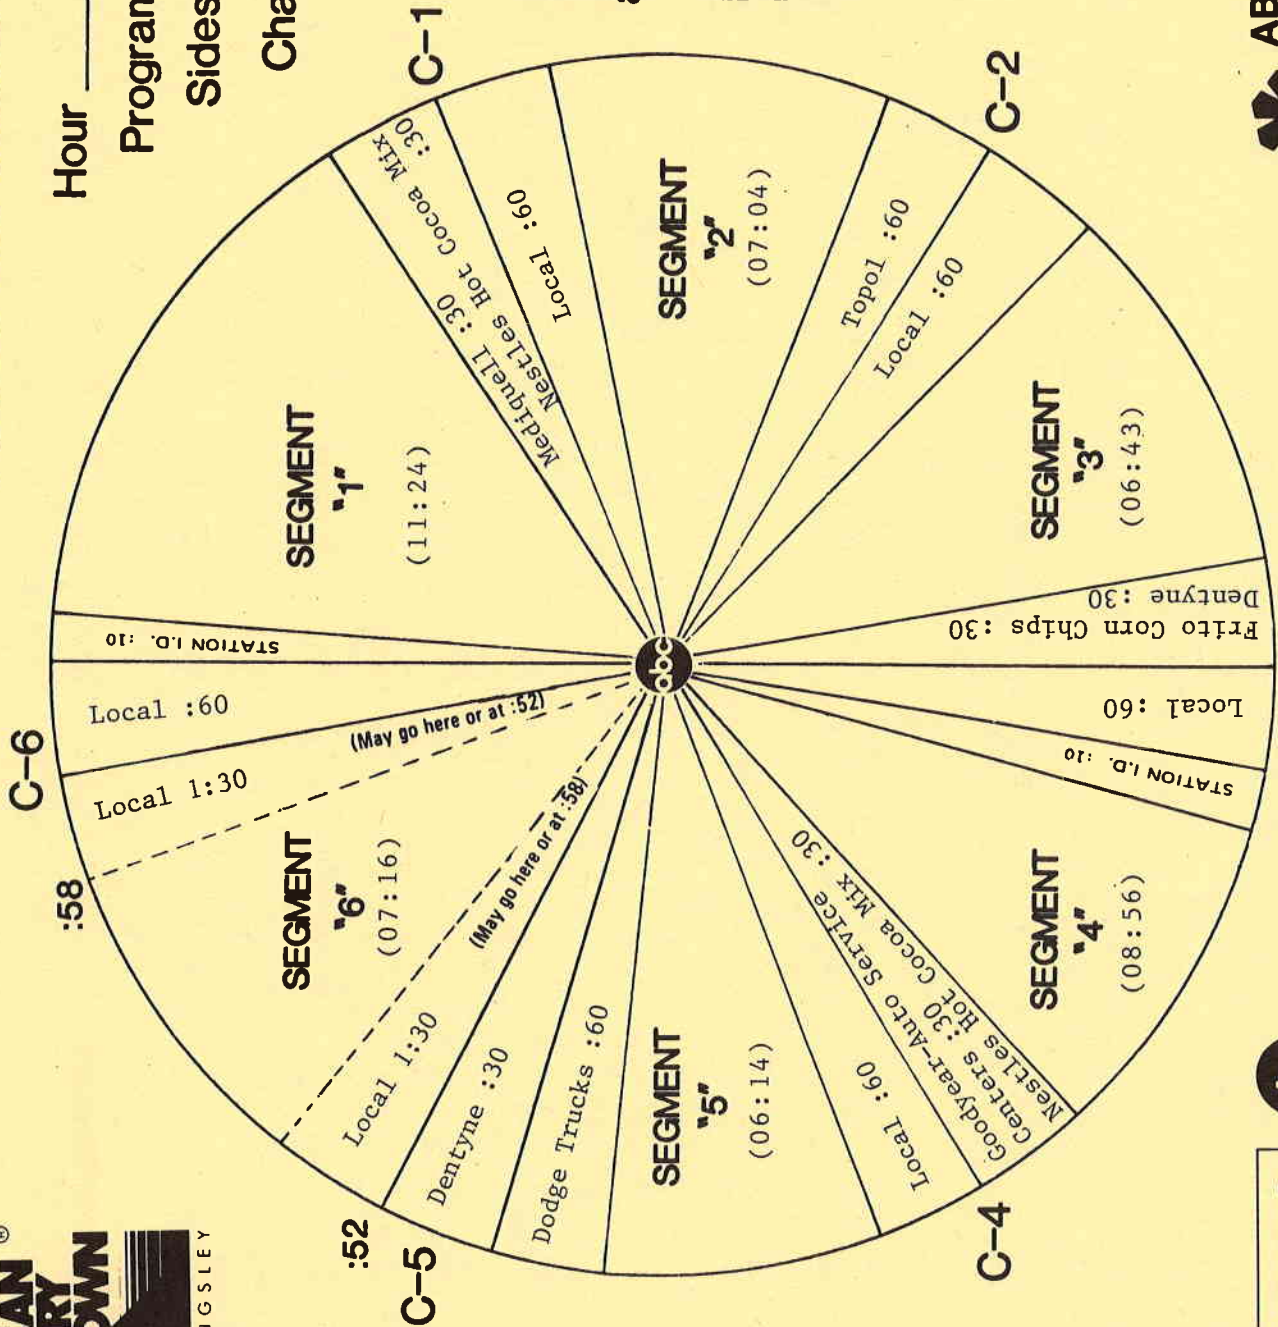 Hour
Program
Sides
Cha
C-1
C-2
C-4
C-5
C-6
:52
:58
SEGMENT
"1"
(11:24)
Mediquell :30
Nestles Hot Cocoa Mix :30
Local :60
SEGMENT
"2"
(07:04)
Topol :60
Local :60
SEGMENT
"3"
(06:43)
Dentyne :30
Frito Corn Chips :30
Local :60
STATION I.D. :10
SEGMENT
"4"
(08:56)
Nestles Hot Cocoa Mix :30
Goodyear-Auto Service
Centers :30
Local :60
SEGMENT
"5"
(06:14)
Dodge Trucks :60
Dentyne :30
Local 1:30
(May go here or at :58)
SEGMENT
"6"
(07:16)
Local 1:30
(May go here or at :52)
Local :60
STATION I.D. :10
abc
AN®
RY
OWN
GSLEY
AB